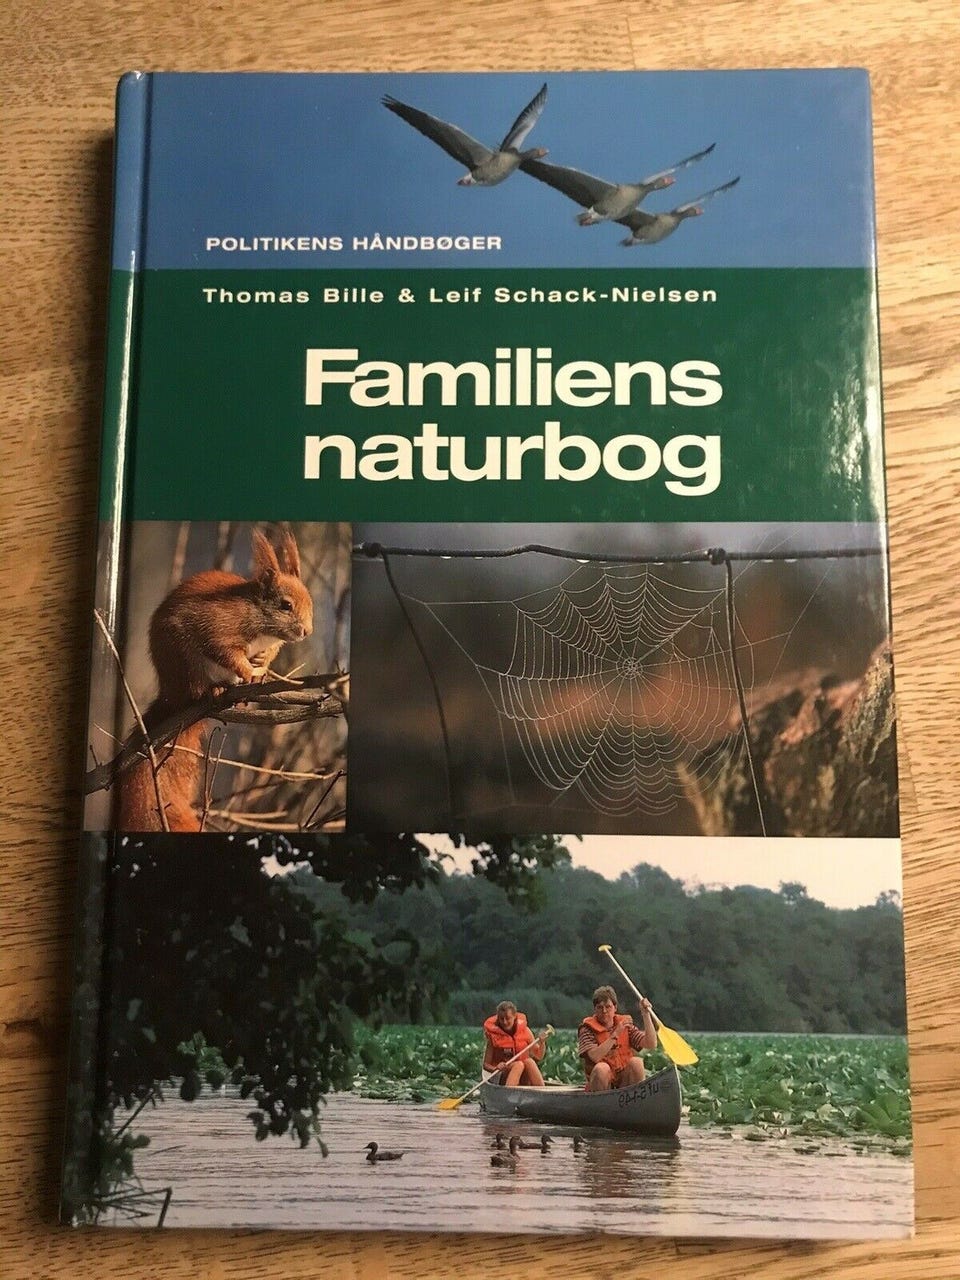 POLITIKENS HÅNDBØGER
Thomas Bille & Leif Schack-Nielsen
Familiens
naturbog